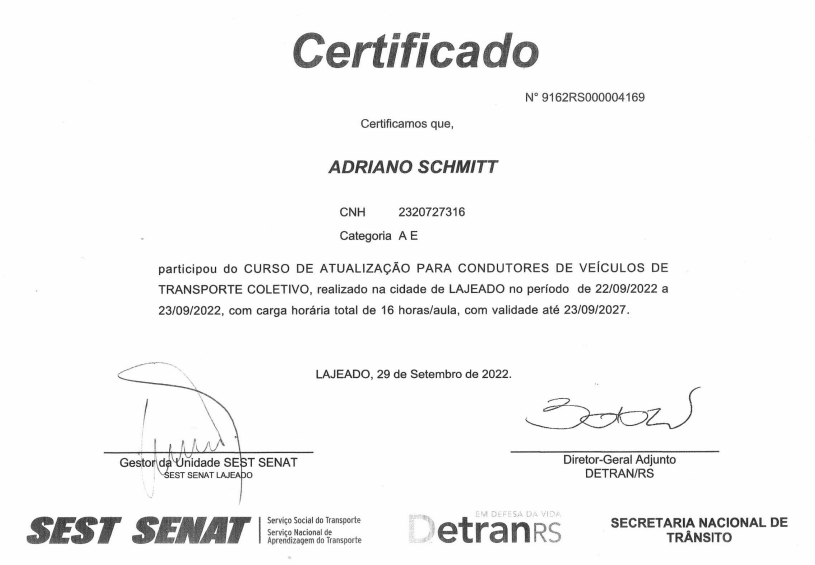 Certificado
N° 9162RS000004169
Certificamos que,
ADRIANO SCHMITT
CNH 2320727316
Categoria A E
participou do CURSO DE ATUALIZAÇÃO PARA CONDUTORES DE VEÍCULOS DE
TRANSPORTE COLETIVO, realizado na cidade de LAJEADO no período de 22/09/2022 a
23/09/2022, com carga horária total de 16 horas/aula, com validade até 23/09/2027.
LAJEADO, 29 de Setembro de 2022.
Gestor da Unidade SEST SENAT
SEST SENAT LAJEADO
Diretor-Geral Adjunto
DETRAN/RS
SEST SENAT
Serviço Social do Transporte
Serviço Nacional de
Aprendizagem do Transporte
EM DEFESA DA VIDA
DetranRS
SECRETARIA NACIONAL DE
TRÂNSITO